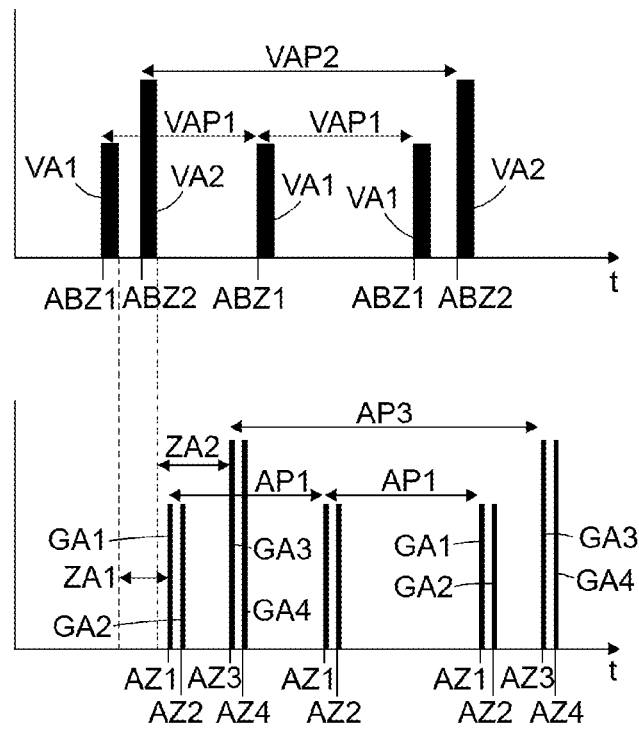 VAP2
VAP1 VAP1
VA1 VA2 VA1 VA1 VA2
ABZ1 ABZ2 ABZ1 ABZ1 ABZ2
t
AP3
ZA2
AP1 AP1
GA1 GA3 GA1 GA3
ZA1 GA2 GA4
GA2 GA4
t
AZ1 AZ3 AZ1 AZ1 AZ3
AZ2 AZ4 AZ2 AZ2 AZ4